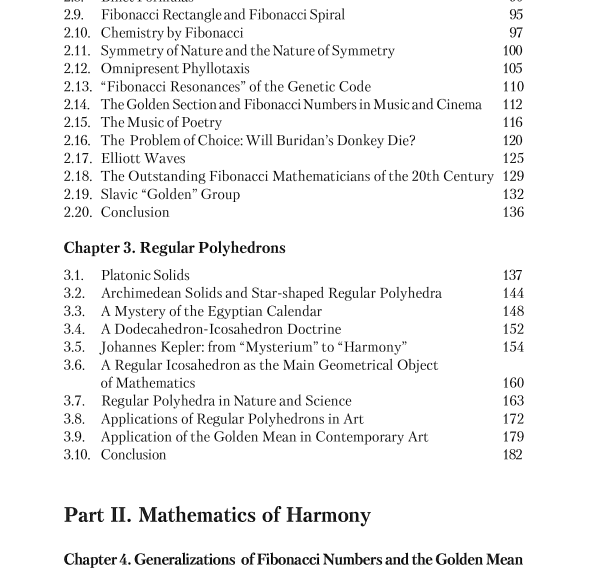 2.8. Binet Formulas
2.9. Fibonacci Rectangle and Fibonacci Spiral 95
2.10. Chemistry by Fibonacci 97
2.11. Symmetry of Nature and the Nature of Symmetry 100
2.12. Omnipresent Phyllotaxis 105
2.13. “Fibonacci Resonances” of the Genetic Code 110
2.14. The Golden Section and Fibonacci Numbers in Music and Cinema 112
2.15. The Music of Poetry 116
2.16. The Problem of Choice: Will Buridan’s Donkey Die? 120
2.17. Elliott Waves 125
2.18. The Outstanding Fibonacci Mathematicians of the 20th Century 129
2.19. Slavic “Golden” Group 132
2.20. Conclusion 136
Chapter 3. Regular Polyhedrons
3.1. Platonic Solids 137
3.2. Archimedean Solids and Star-shaped Regular Polyhedra 144
3.3. A Mystery of the Egyptian Calendar 148
3.4. A Dodecahedron-Icosahedron Doctrine 152
3.5. Johannes Kepler: from “Mysterium” to “Harmony” 154
3.6. A Regular Icosahedron as the Main Geometrical Object
of Mathematics 160
3.7. Regular Polyhedra in Nature and Science 163
3.8. Applications of Regular Polyhedrons in Art 172
3.9. Application of the Golden Mean in Contemporary Art 179
3.10. Conclusion 182
Part II. Mathematics of Harmony
Chapter 4. Generalizations of Fibonacci Numbers and the Golden Mean